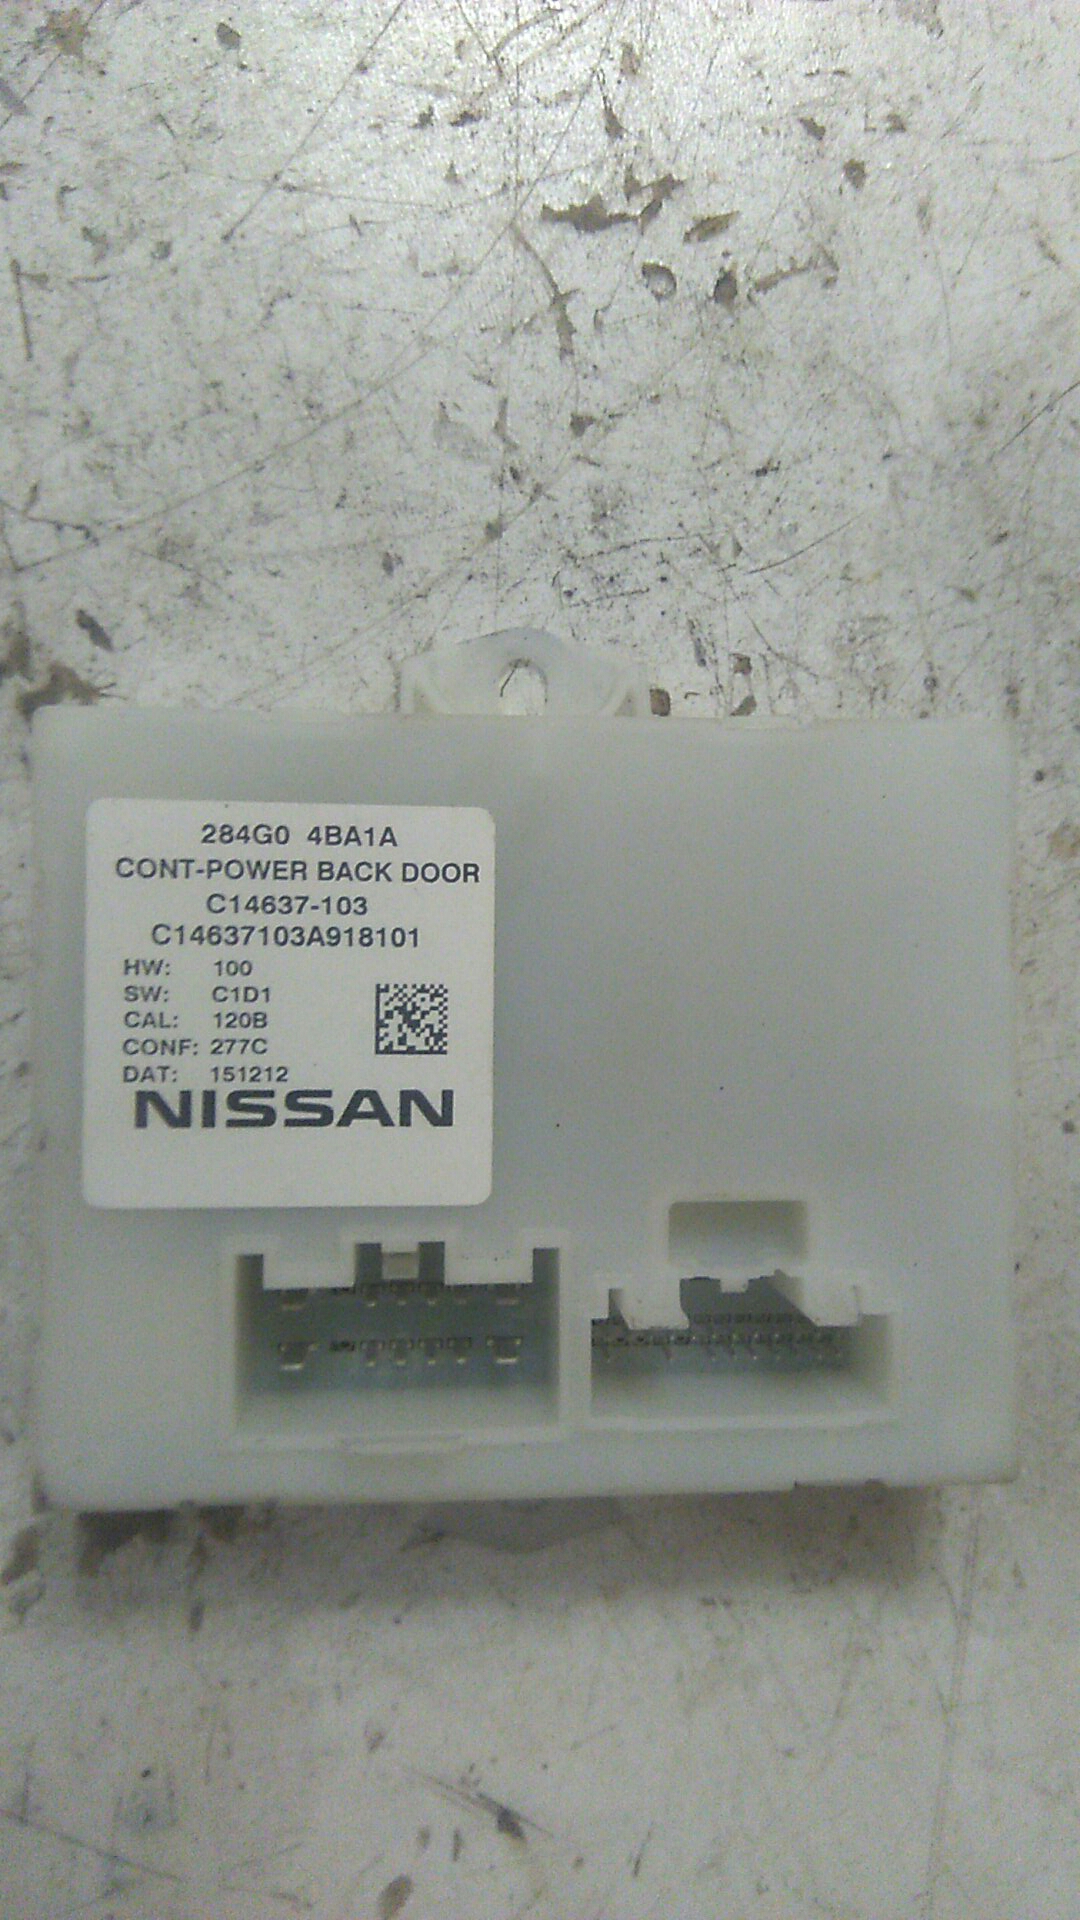 284G0 4BA1A
CONT-POWER BACK DOOR
C14637-103
C14637103A918101
HW: 100
SW: C1D1
CAL: 120B
CONF: 277C
DAT: 151212
NISSAN